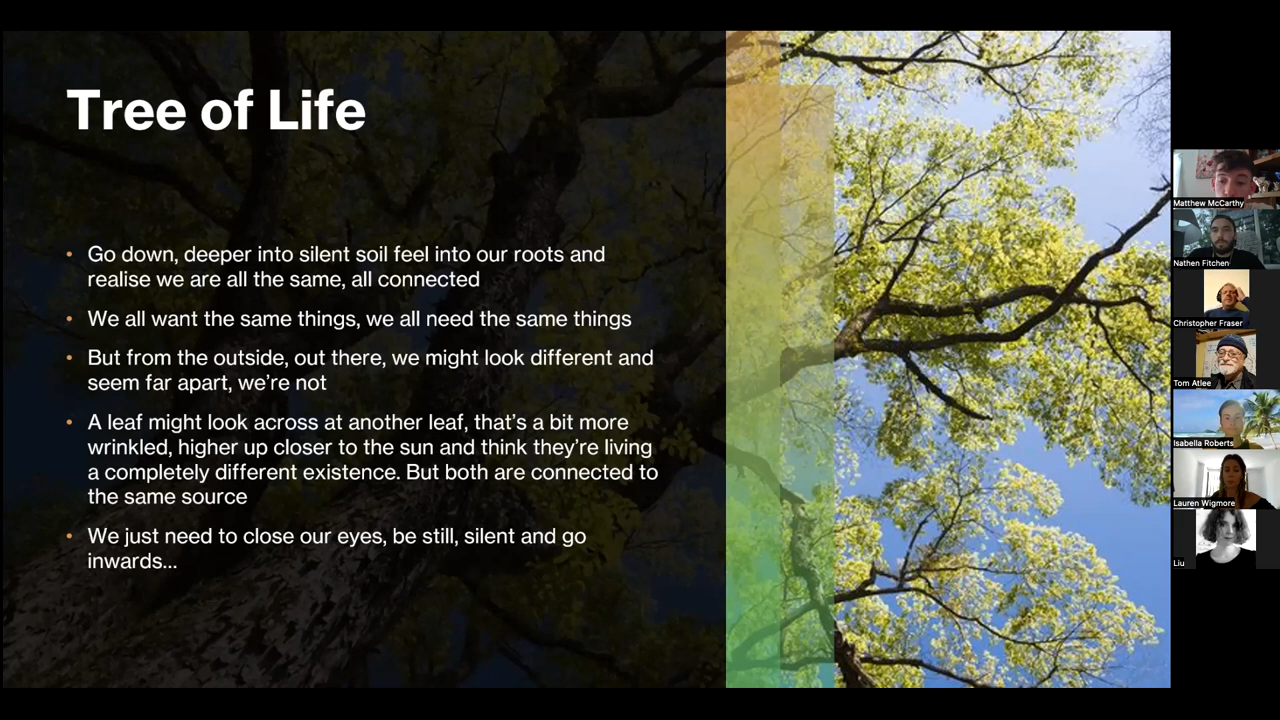 Tree of Life
• Go down, deeper into silent soil feel into our roots and
realise we are all the same, all connected
• We all want the same things, we all need the same things
• But from the outside, out there, we might look different and
seem far apart, we’re not
• A leaf might look across at another leaf, that’s a bit more
wrinkled, higher up closer to the sun and think they’re living
a completely different existence. But both are connected to
the same source
• We just need to close our eyes, be still, silent and go
inwards...
Matthew McCarthy
Nathen Fitchen
Christopher Fraser
Tom Atlee
Isabella Roberts
Lauren Wigmore
Liu